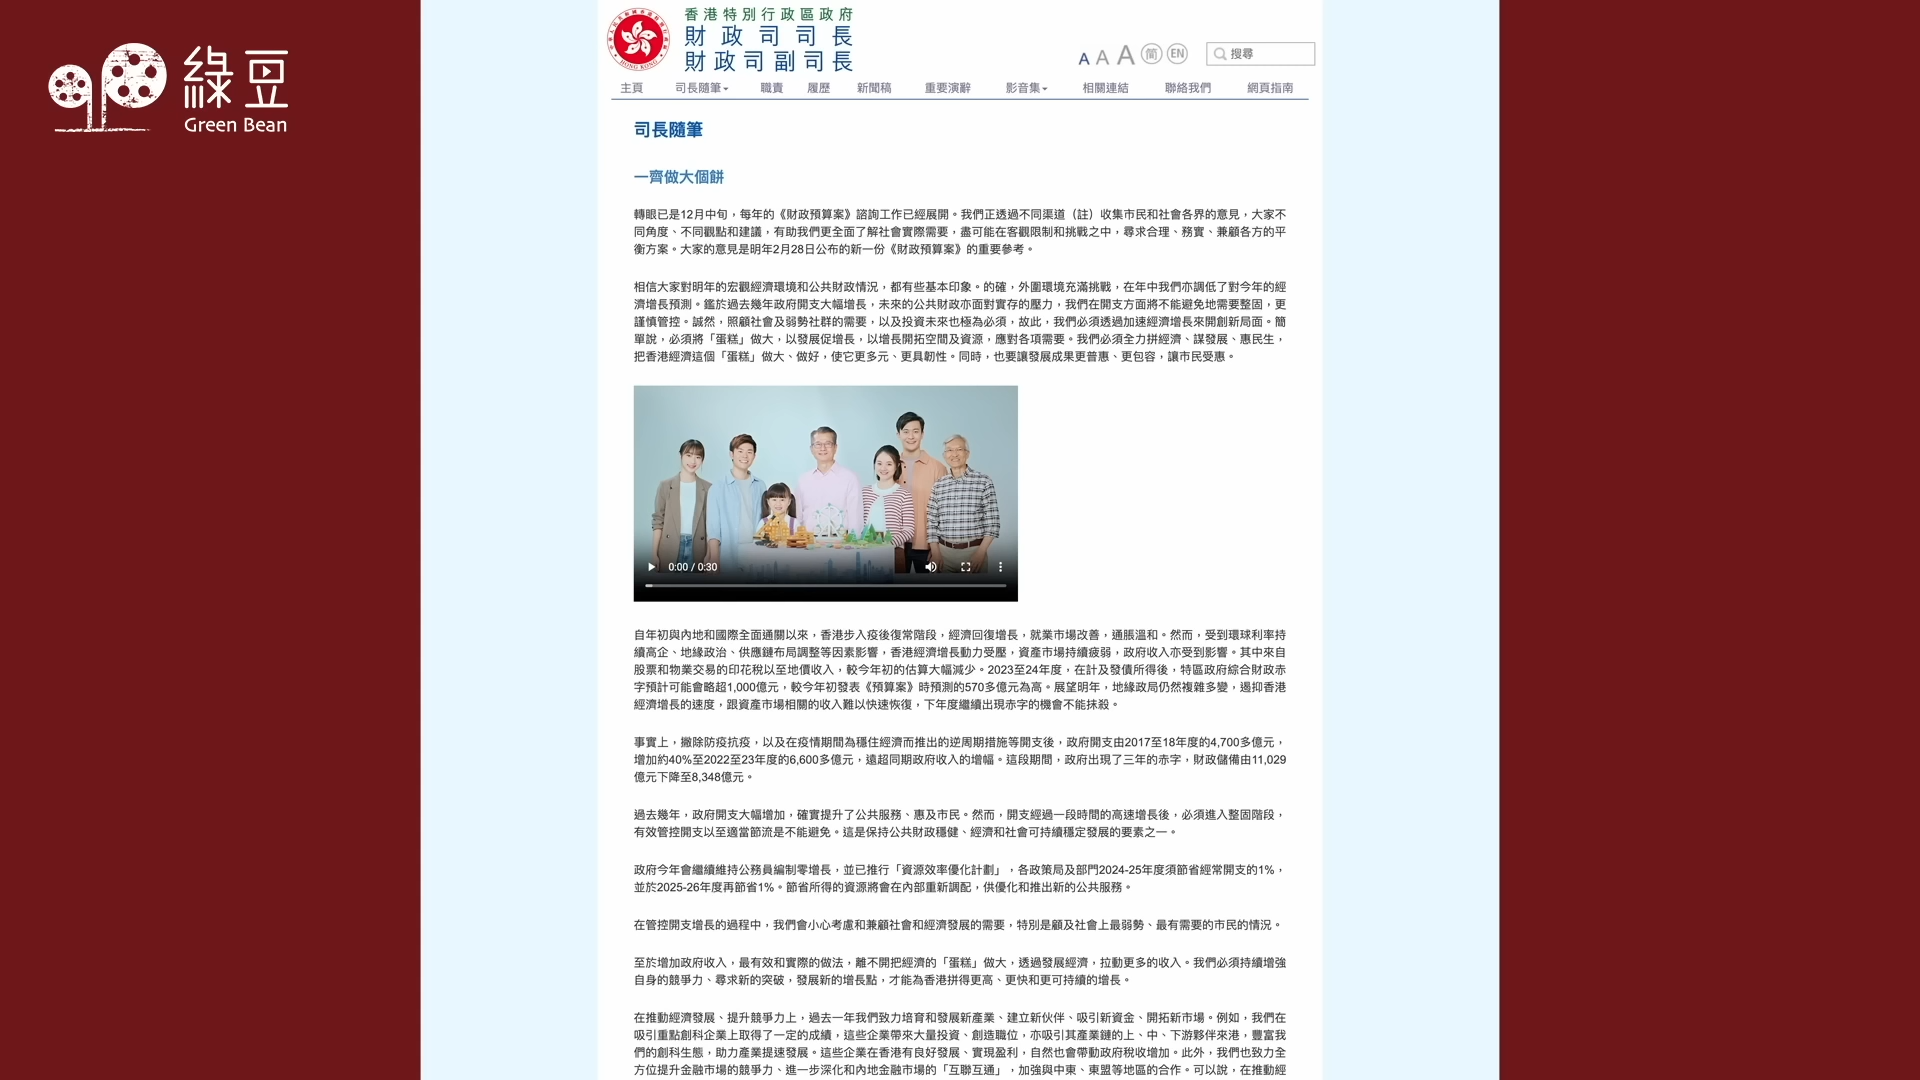 綠豆
Green Bean
香港特別行政區政府
財政司司長
財政司副司長
A A A 简 EN 搜尋
主頁 司長隨筆 職責 履歷 新聞稿 重要演辭 影音集 相關連結 聯絡我們 網頁指南
司長隨筆
一齊做大個餅
轉眼已是12月中旬，每年的《財政預算案》諮詢工作已經展開。我們正透過不同渠道（註）收集市民和社會各界的意見，大家不
同角度、不同觀點和建議，有助我們更全面了解社會實際需要，盡可能在客觀限制和挑戰之中，尋求合理、務實、兼顧各方的平
衡方案。大家的意見是明年2月28日公布的新一份《財政預算案》的重要參考。
相信大家對明年的宏觀經濟環境和公共財政情況，都有些基本印象。的確，外圍環境充滿挑戰，在年中我們亦調低了對今年的經
濟增長預測。鑑於過去幾年政府開支大幅增長，未來的公共財政亦面對實存的壓力，我們在開支方面將不能避免地需要整固，更
謹慎管控。誠然，照顧社會及弱勢社群的需要，以及投資未來也極為必須，故此，我們必須透過加速經濟增長來開創新局面。簡
單說，必須將「蛋糕」做大，以發展促增長，以增長開拓空間及資源，應對各項需要。我們必須全力拼經濟、謀發展、惠民生，
把香港經濟這個「蛋糕」做大、做好，使它更多元、更具韌性。同時，也要讓發展成果更普惠、更包容，讓市民受惠。
0:00 / 0:30
自年初與內地和國際全面通關以來，香港步入疫後復常階段，經濟回復增長，就業市場改善，通脹溫和。然而，受到環球利率持
續高企、地緣政治、供應鏈布局調整等因素影響，香港經濟增長動力受壓，資產市場持續疲弱，政府收入亦受到影響。其中來自
股票和物業交易的印花稅以至地價收入，較今年初的估算大幅減少。2023至24年度，在計及發債所得後，特區政府綜合財政赤
字預計可能會略超1,000億元，較今年初發表《預算案》時預測的570多億元為高。展望明年，地緣政局仍然複雜多變，遏抑香港
經濟增長的速度，跟資產市場相關的收入難以快速恢復，下年度繼續出現赤字的機會不能抹殺。
事實上，撇除防疫抗疫，以及在疫情期間為穩住經濟而推出的逆周期措施等開支後，政府開支由2017至18年度的4,700多億元，
增加約40%至2022至23年度的6,600多億元，遠超同期政府收入的增幅。這段期間，政府出現了三年的赤字，財政儲備由11,029
億元下降至8,348億元。
過去幾年，政府開支大幅增加，確實提升了公共服務、惠及市民。然而，開支經過一段時間的高速增長後，必須進入整固階段，
有效管控開支以至適當節流是不能避免。這是保持公共財政穩健、經濟和社會可持續穩定發展的要素之一。
政府今年會繼續維持公務員編制零增長，並已推行「資源效率優化計劃」，各政策局及部門2024-25年度須節省經常開支的1%，
並於2025-26年度再節省1%。節省所得的資源將會在內部重新調配，供優化和推出新的公共服務。
在管控開支增長的過程中，我們會小心考慮和兼顧社會和經濟發展的需要，特別是顧及社會上最弱勢、最有需要的市民的情況。
至於增加政府收入，最有效和實際的做法，離不開把經濟的「蛋糕」做大，透過發展經濟，拉動更多的收入。我們必須持續增強
自身的競爭力、尋求新的突破，發展新的增長點，才能為香港拼得更高、更快和更可持續的增長。
在推動經濟發展、提升競爭力上，過去一年我們致力培育和發展新產業、建立新伙伴、吸引新資金、開拓新市場。例如，我們在
吸引重點創科企業上取得了一定的成績，這些企業帶來大量投資、創造職位，亦吸引其產業鏈的上、中、下游夥伴來港，豐富我
們的創科生態，助力產業提速發展。這些企業在香港有良好發展、實現盈利，自然也會帶動政府稅收增加。此外，我們也致力全
方位提升金融市場的競爭力、進一步深化和內地金融市場的「互聯互通」，加強與中東、東盟等地區的合作。可以說，在推動經